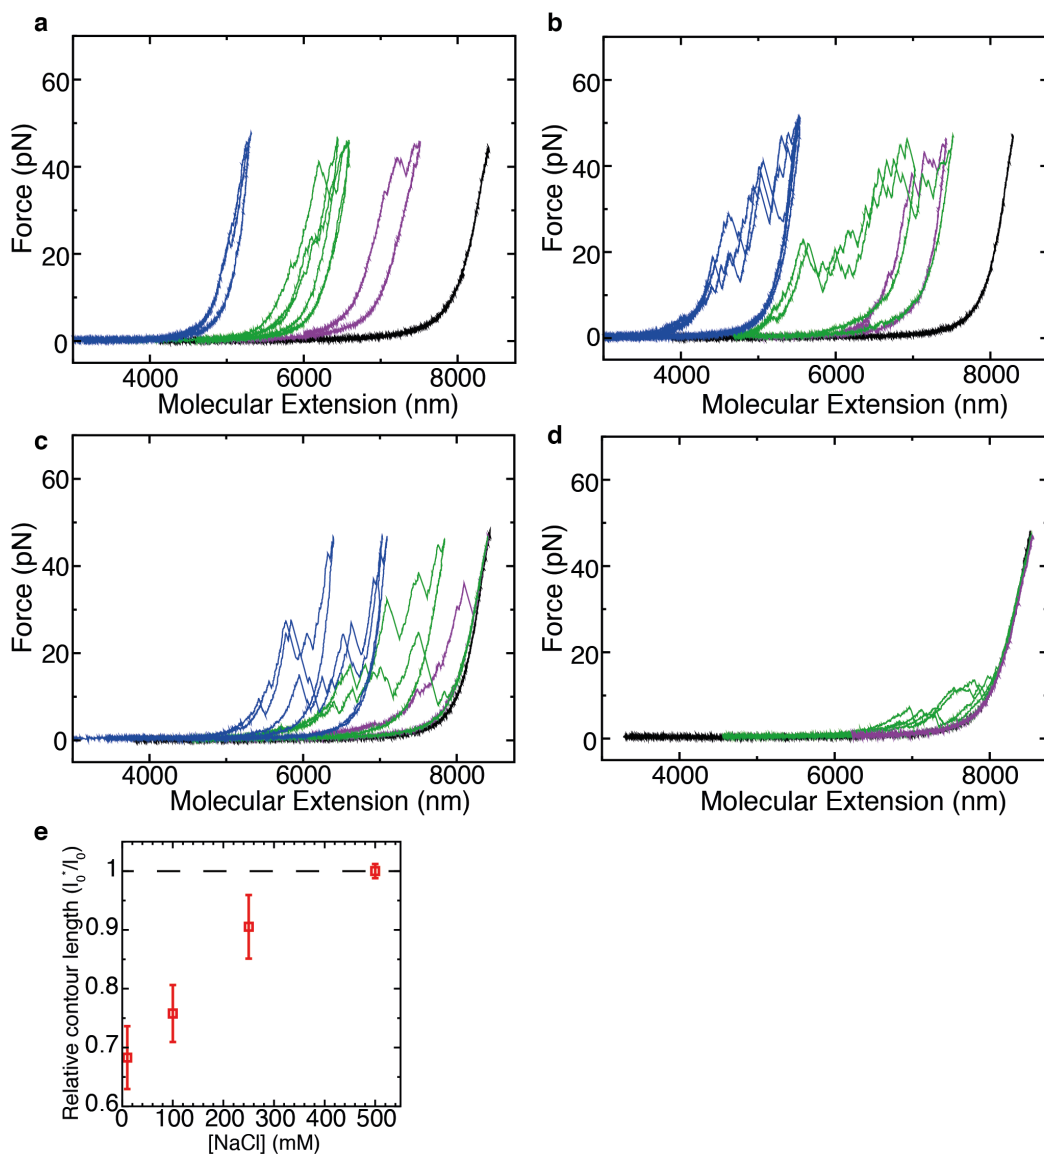 a
60
40
20
0
Force (pN)
4000 6000 8000
Molecular Extension (nm)
b
60
40
20
0
Force (pN)
4000 6000 8000
Molecular Extension (nm)
c
60
40
20
0
Force (pN)
4000 6000 8000
Molecular Extension (nm)
d
60
40
20
0
Force (pN)
4000 6000 8000
Molecular Extension (nm)
e
1
0.9
0.8
0.7
0.6
Relative contour length (l0*/l0)
0 100 200 300 400 500
[NaCl] (mM)